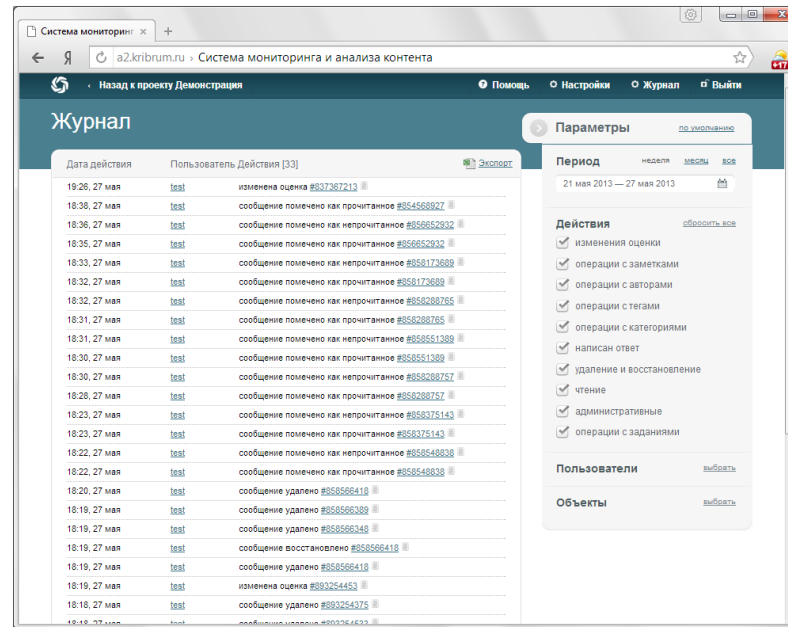 Система мониторинг ×
Я a2.kribrum.ru › Система мониторинга и анализа контента
+17
‹ Назад к проекту Демонстрация Помощь Настройки Журнал Выйти
Журнал
Дата действия Пользователь Действия [33] Экспорт
19:26, 27 мая test изменена оценка #837367213
18:38, 27 мая test сообщение помечено как прочитанное #854568927
18:36, 27 мая test сообщение помечено как непрочитанное #856652932
18:35, 27 мая test сообщение помечено как прочитанное #856652932
18:33, 27 мая test сообщение помечено как непрочитанное #858173689
18:32, 27 мая test сообщение помечено как прочитанное #858173689
18:32, 27 мая test сообщение помечено как непрочитанное #858288765
18:31, 27 мая test сообщение помечено как прочитанное #858288765
18:31, 27 мая test сообщение помечено как непрочитанное #858551389
18:30, 27 мая test сообщение помечено как прочитанное #858551389
18:30, 27 мая test сообщение помечено как непрочитанное #858288757
18:28, 27 мая test сообщение помечено как прочитанное #858288757
18:23, 27 мая test сообщение помечено как непрочитанное #858375143
18:23, 27 мая test сообщение помечено как прочитанное #858375143
18:22, 27 мая test сообщение помечено как непрочитанное #858548838
18:22, 27 мая test сообщение помечено как прочитанное #858548838
18:20, 27 мая test сообщение удалено #858566418
18:19, 27 мая test сообщение удалено #858566389
18:19, 27 мая test сообщение удалено #858566348
18:19, 27 мая test сообщение восстановлено #858566418
18:19, 27 мая test сообщение удалено #858566418
18:19, 27 мая test изменена оценка #893254453
18:18, 27 мая test сообщение удалено #893254375
18:18, 27 мая test сообщение удалено
Параметры по умолчанию
Период неделя месяц все
21 мая 2013 — 27 мая 2013
Действия сбросить все
изменения оценки
операции с заметками
операции с авторами
операции с тегами
операции с категориями
написан ответ
удаление и восстановление
чтение
административные
операции с заданиями
Пользователи выбрать
Объекты выбрать